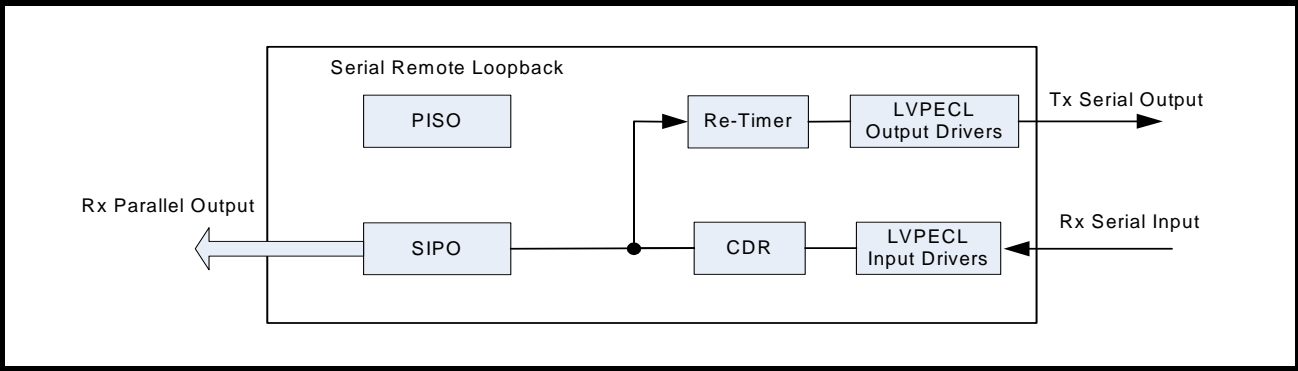 Serial Remote Loopback
PISO
Re-Timer
LVPECL
Output Drivers
Tx Serial Output
Rx Parallel Output
SIPO
CDR
LVPECL
Input Drivers
Rx Serial Input